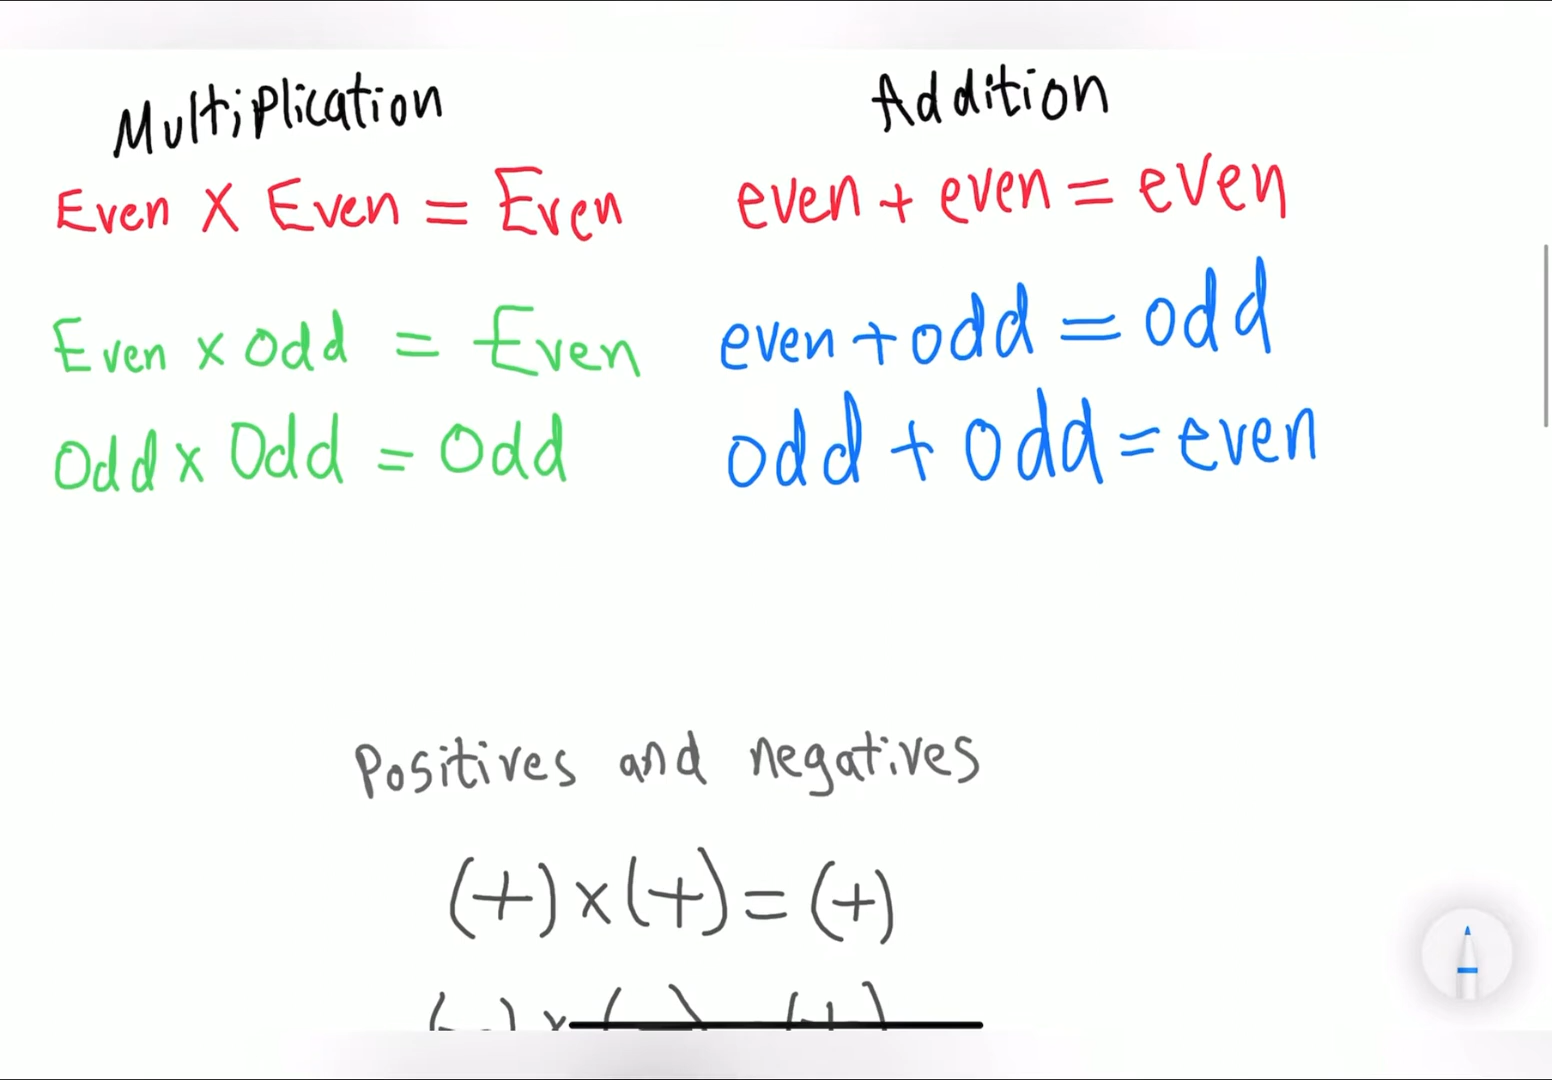 Multiplication
Even x Even = Even
Even x odd = Even
Odd x Odd = Odd
Addition
even + even = even
even + odd = odd
odd + odd = even
Positives and negatives
(+) x (+) = (+)